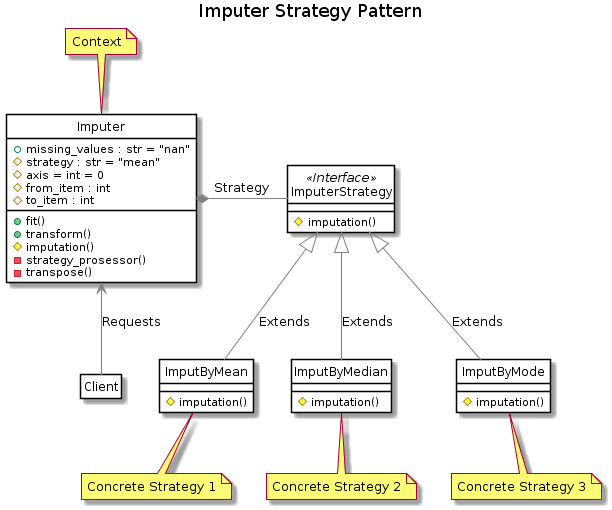 Imputer Strategy Pattern
Context
Imputer
missing_values : str = "nan"
strategy : str = "mean"
axis = int = 0
from_item : int
to_item : int
fit()
transform()
imputation()
strategy_prosessor()
transpose()
Strategy
«Interface»
ImputerStrategy
imputation()
Requests
Extends
Extends
Extends
Client
ImputByMean
imputation()
ImputByMedian
imputation()
ImputByMode
imputation()
Concrete Strategy 1
Concrete Strategy 2
Concrete Strategy 3